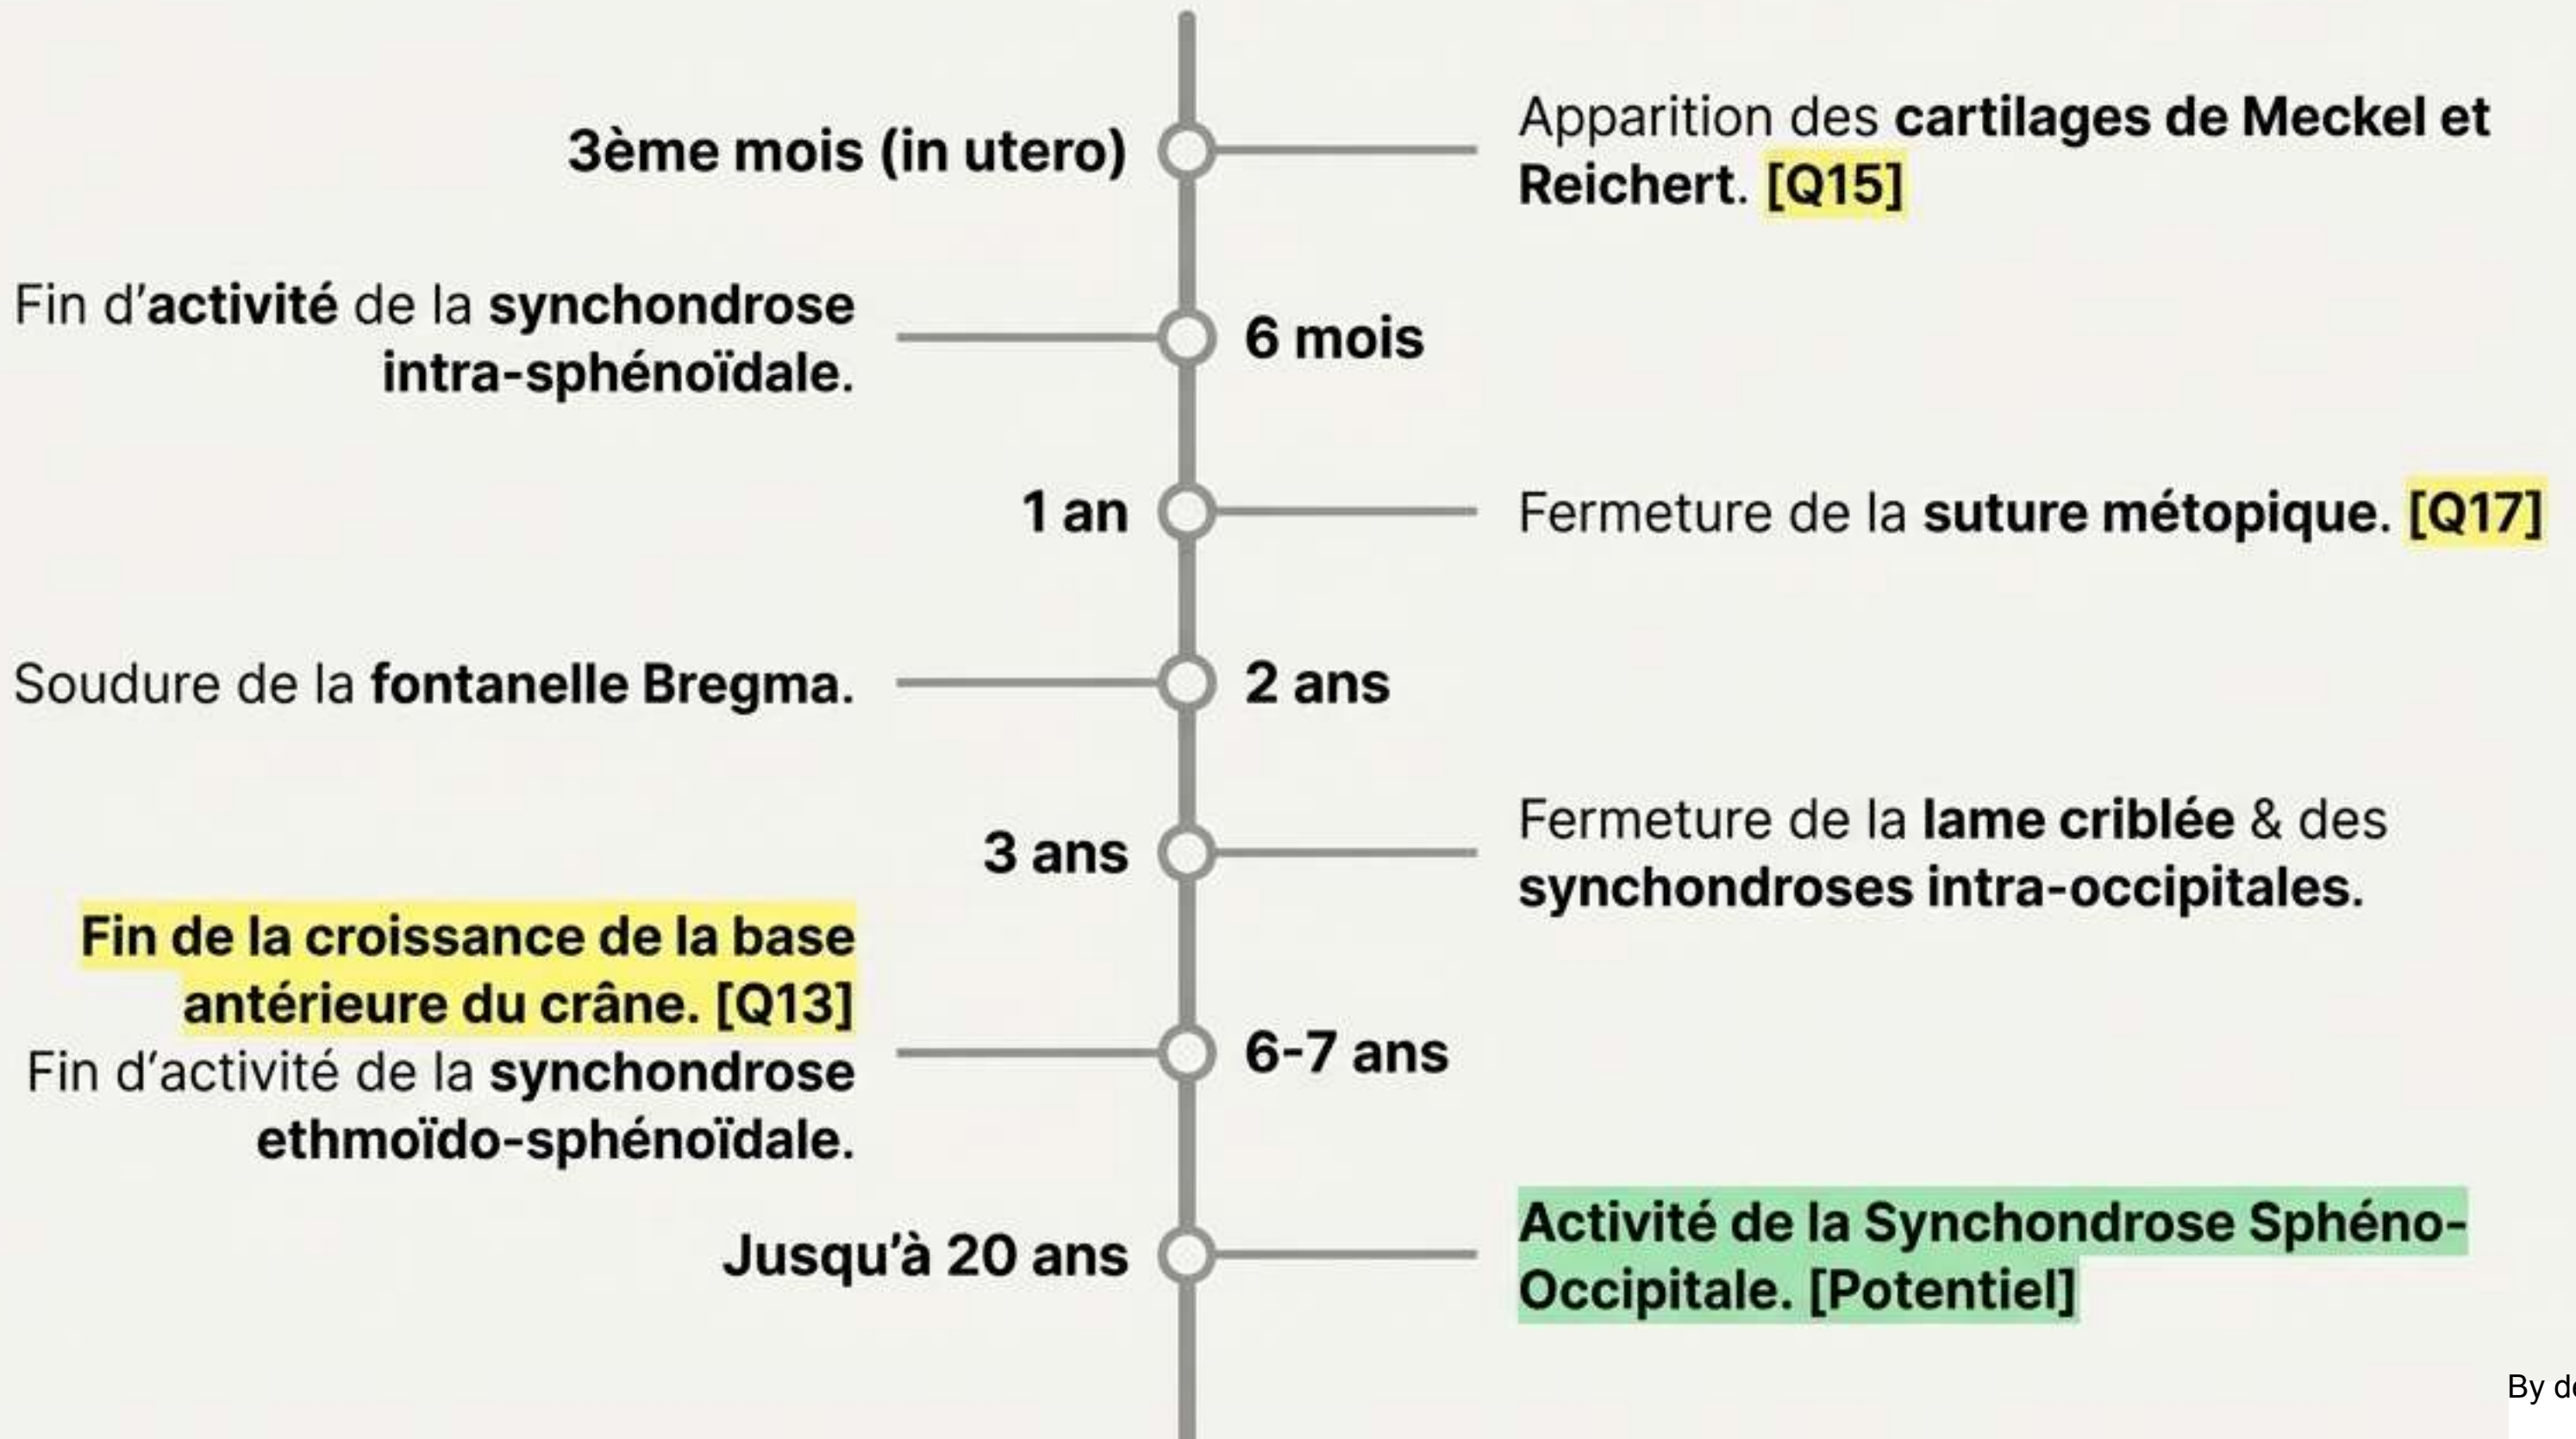 3ème mois (in utero)
Apparition des cartilages de Meckel et
Reichert. [Q15]
Fin d’activité de la synchondrose
intra-sphénoïdale.
6 mois
1 an
Fermeture de la suture métopique. [Q17]
Soudure de la fontanelle Bregma.
2 ans
3 ans
Fermeture de la lame criblée & des
synchondroses intra-occipitales.
Fin de la croissance de la base
antérieure du crâne. [Q13]
Fin d‘activité de la synchondrose
ethmoïdo-sphénoïdale.
6-7 ans
Jusqu’à 20 ans
Activité de la Synchondrose Sphéno-
Occipitale. [Potentiel]
By